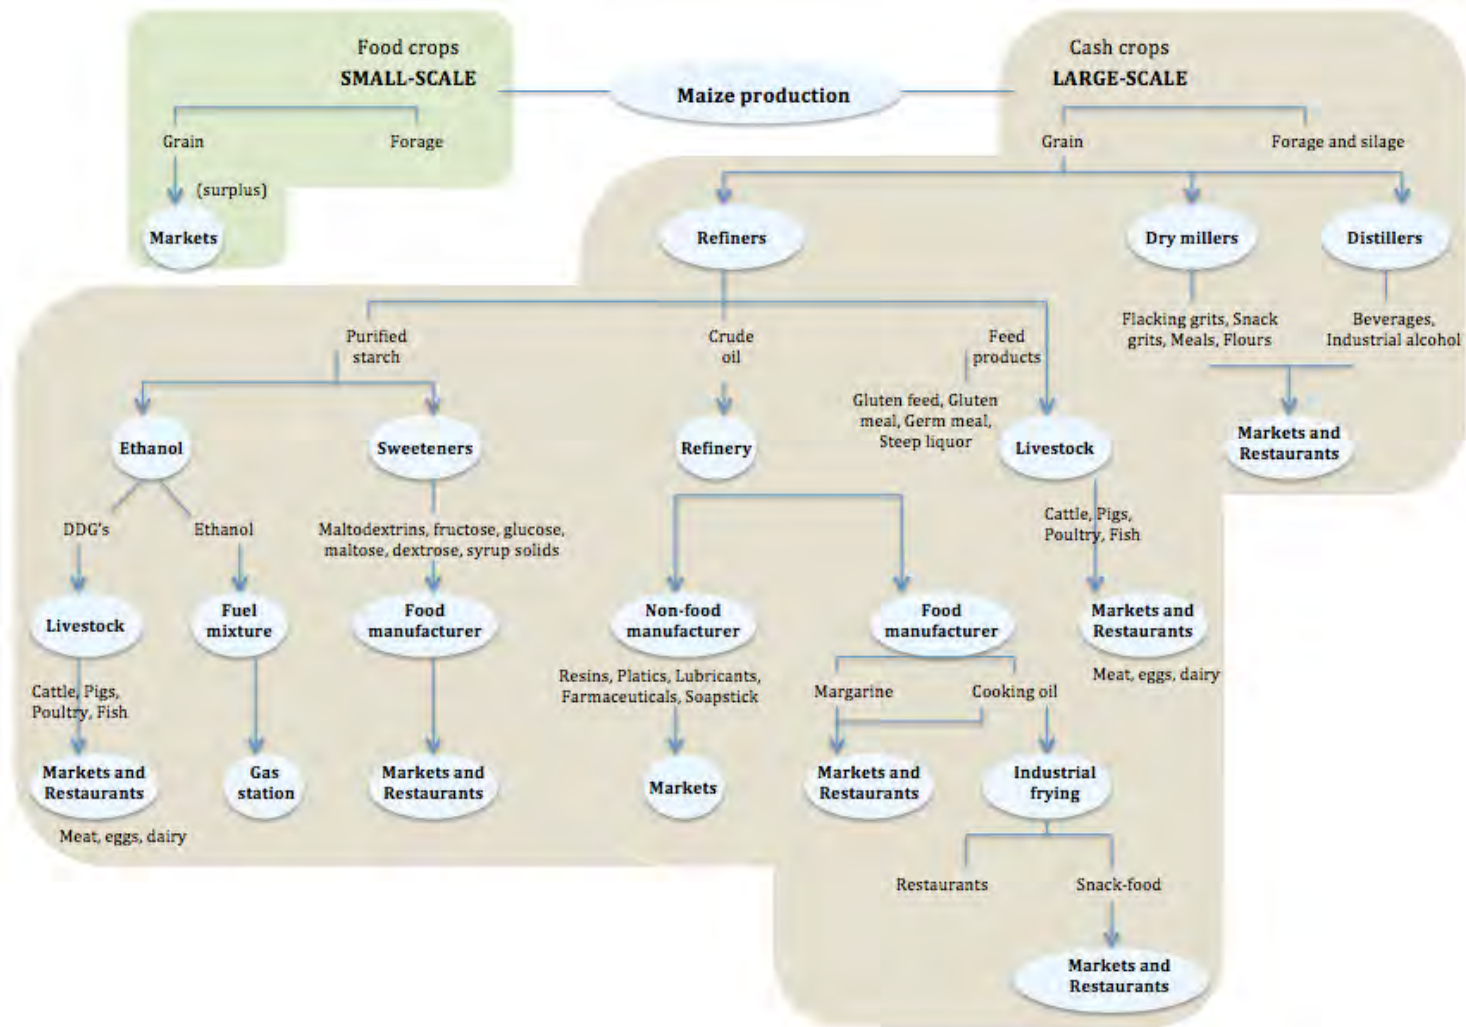 Food crops
SMALL-SCALE
Maize production
Cash crops
LARGE-SCALE
Grain
Forage
Grain
Forage and silage
(surplus)
Markets
Refiners
Dry millers
Distillers
Purified
starch
Crude
oil
Feed
products
Flacking grits, Snack
grits, Meals, Flours
Beverages,
Industrial alcohol
Gluten feed, Gluten
meal, Germ meal,
Steep liquor
Ethanol
Sweeteners
Refinery
Livestock
Markets and
Restaurants
DDG's
Ethanol
Maltodextrins, fructose, glucose,
maltose, dextrose, syrup solids
Cattle, Pigs,
Poultry, Fish
Livestock
Fuel
mixture
Food
manufacturer
Non-food
manufacturer
Food
manufacturer
Markets and
Restaurants
Cattle, Pigs,
Poultry, Fish
Resins, Platics, Lubricants,
Farmaceuticals, Soapstick
Margarine
Cooking oil
Meat, eggs, dairy
Markets and
Restaurants
Gas
station
Markets and
Restaurants
Markets
Markets and
Restaurants
Industrial
frying
Meat, eggs, dairy
Restaurants
Snack-food
Markets and
Restaurants